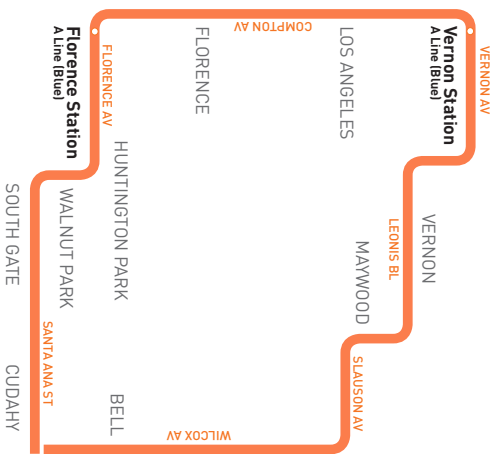 VERNON AV
Vernon Station
A Line (Blue)
COMPTON AV
LOS ANGELES
VERNON
LEONIS BL
MAYWOOD
SLAUSON AV
FLORENCE
FLORENCE AV
Florence Station
A Line (Blue)
HUNTINGTON PARK
WALNUT PARK
BELL
WILCOX AV
SANTA ANA ST
SOUTH GATE
CUDAHY